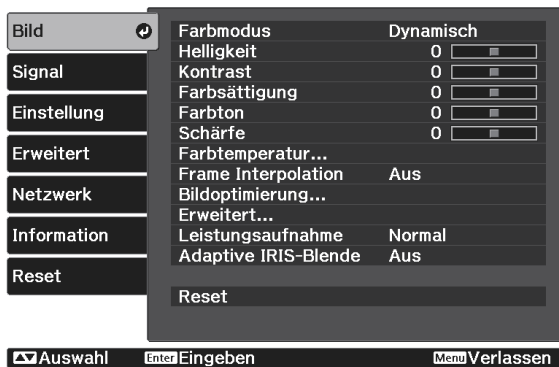 Bild
Signal
Einstellung
Erweitert
Netzwerk
Information
Reset
Farbmodus Dynamisch
Helligkeit 0
Kontrast 0
Farbsättigung 0
Farbton 0
Schärfe 0
Farbtemperatur...
Frame Interpolation Aus
Bildoptimierung...
Erweitert...
Leistungsaufnahme Normal
Adaptive IRIS-Blende Aus
Reset
Auswahl Enter Eingeben Menu Verlassen